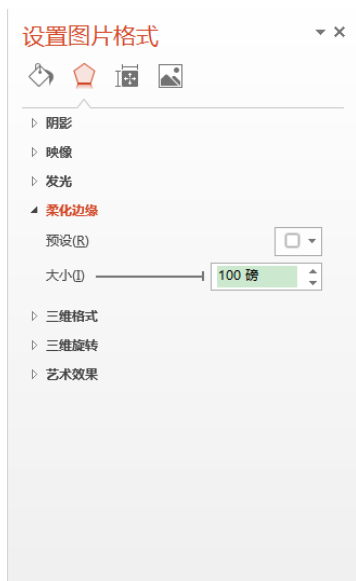 设置图片格式
阴影
映像
发光
柔化边缘
预设(R)
大小(I) 100 磅
三维格式
三维旋转
艺术效果